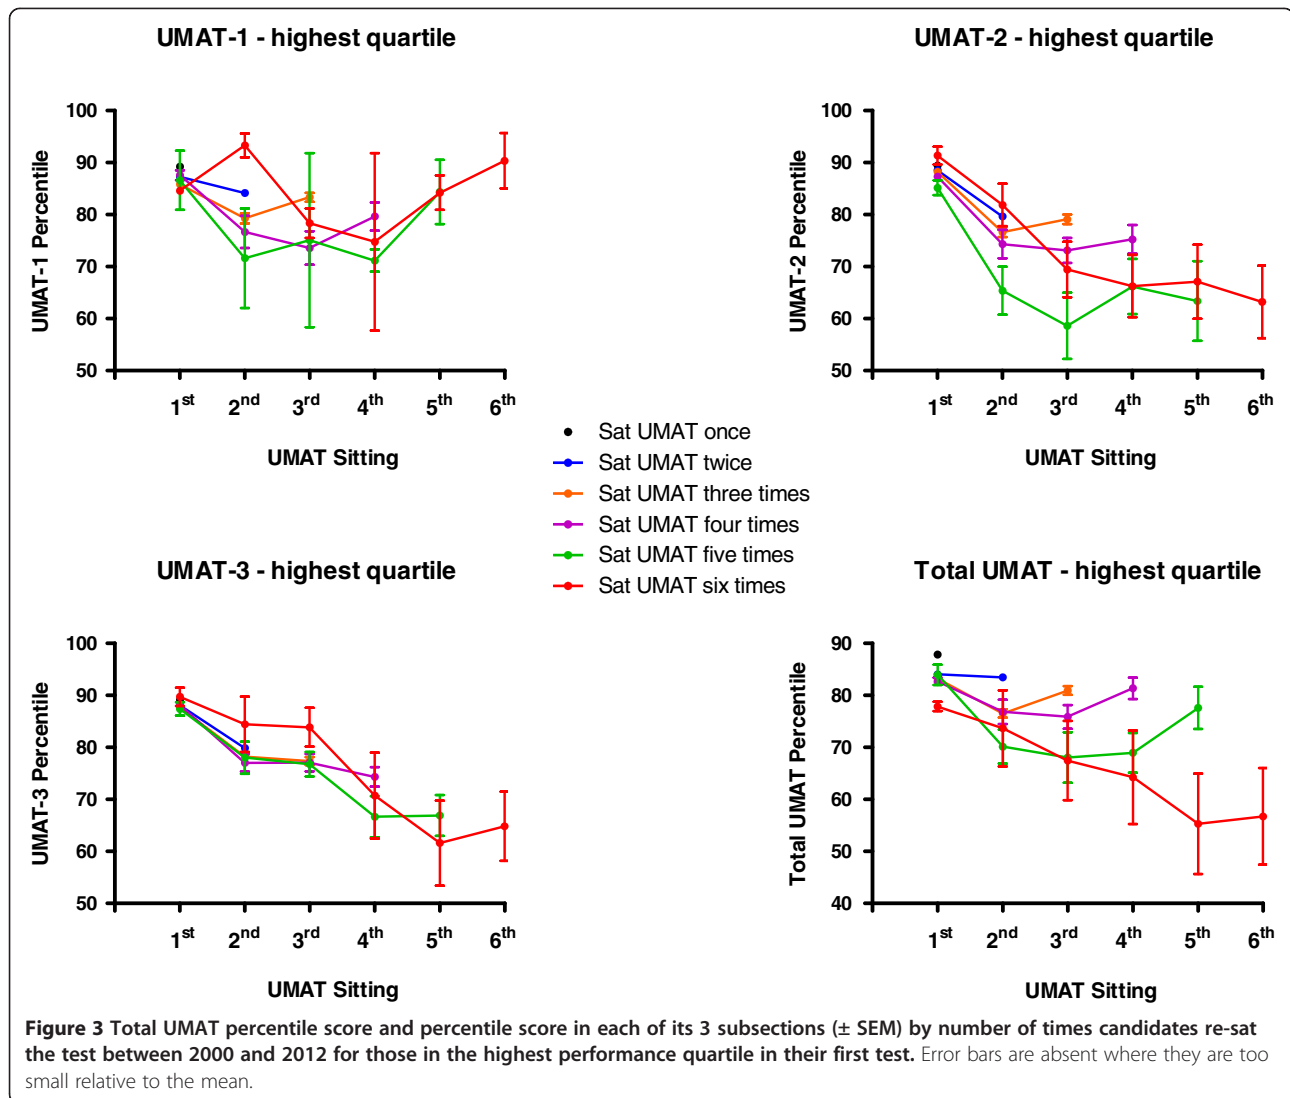 UMAT-1 - highest quartile
100
90
80
70
60
50
UMAT-1 Percentile
1st 2nd 3rd 4th 5th 6th
UMAT Sitting
UMAT-2 - highest quartile
100
90
80
70
60
50
UMAT-2 Percentile
1st 2nd 3rd 4th 5th 6th
UMAT Sitting
Sat UMAT once
Sat UMAT twice
Sat UMAT three times
Sat UMAT four times
Sat UMAT five times
Sat UMAT six times
UMAT-3 - highest quartile
100
90
80
70
60
50
UMAT-3 Percentile
1st 2nd 3rd 4th 5th 6th
UMAT Sitting
Total UMAT - highest quartile
90
80
70
60
50
40
Total UMAT Percentile
1st 2nd 3rd 4th 5th 6th
UMAT Sitting
Figure 3 Total UMAT percentile score and percentile score in each of its 3 subsections (± SEM) by number of times candidates re-sat
the test between 2000 and 2012 for those in the highest performance quartile in their first test. Error bars are absent where they are too
small relative to the mean.